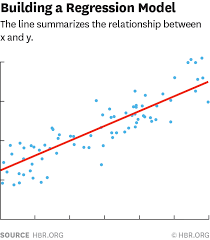 Building a Regression Model
The line summarizes the relationship between
x and y.
SOURCE HBR.ORG
© HBR.ORG